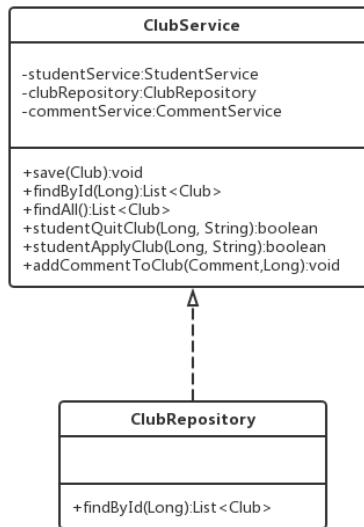 ClubService
-studentService:StudentService
-clubRepository:ClubRepository
-commentService:CommentService
+save(Club):void
+findById(Long):List<Club>
+findAll():List<Club>
+studentQuitClub(Long, String):boolean
+studentApplyClub(Long, String):boolean
+addCommentToClub(Comment,Long):void
ClubRepository
+findById(Long):List<Club>